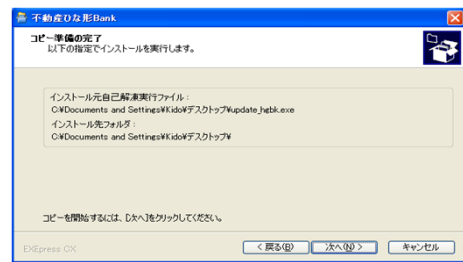 不動産ひな形Bank
コピー準備の完了
以下の指定でインストールを実行します。
インストール元自己解凍実行ファイル：
C:¥Documents and Settings¥Kido¥デスクトップ¥update_hgbk.exe
インストール先フォルダ：
C:¥Documents and Settings¥Kido¥デスクトップ¥
コピーを開始するには、[次へ]をクリックしてください。
EXEpress CX
< 戻る(B)
次へ(N) >
キャンセル